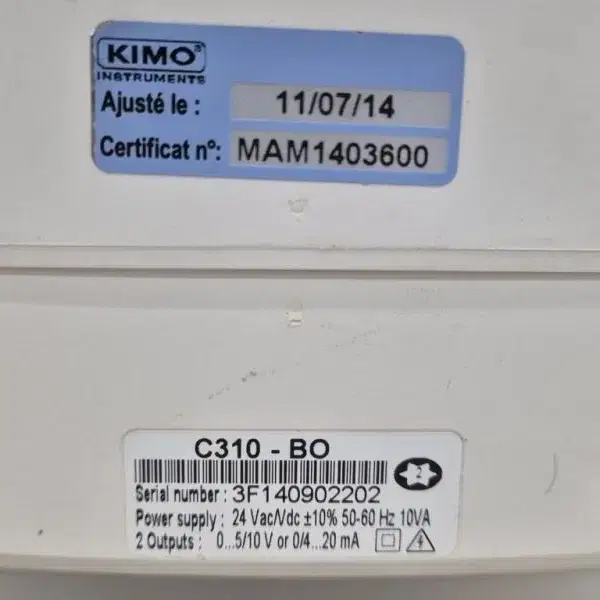 KIMO®
INSTRUMENTS
Ajusté le : 11/07/14
Certificat n°: MAM1403600
C310 - BO
2
Serial number : 3F140902202
Power supply : 24 Vac/Vdc ±10% 50-60 Hz 10VA
2 Outputs : 0...5/10 V or 0/4...20 mA